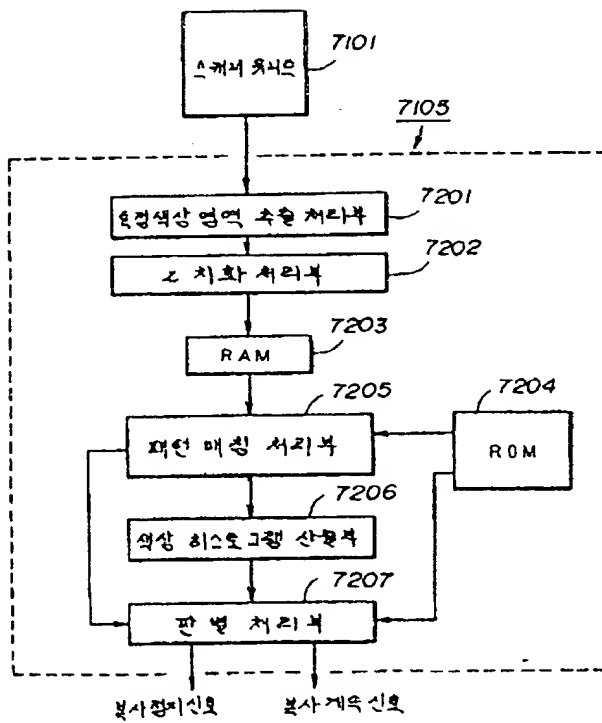 스캐너 유니트
7101
7105
특정색상 영역 추출 처리부
7201
2 치화 처리부
7202
RAM
7203
패턴 매칭 처리부
7205
ROM
7204
색상 히스토그램 산출부
7206
판별 처리부
7207
복사정지신호
복사 계속 신호